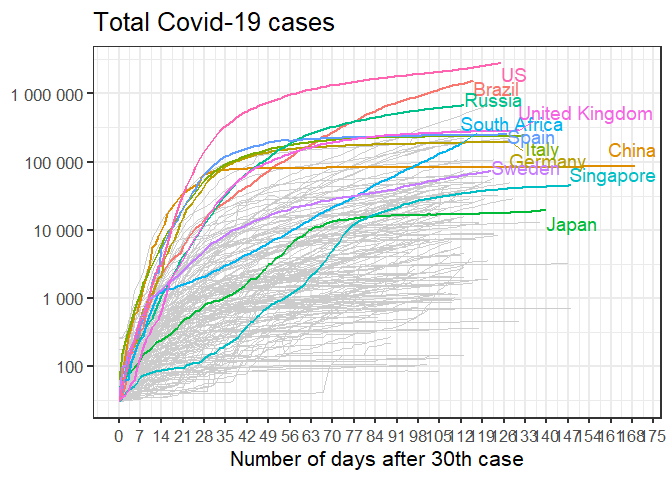 Total Covid-19 cases
1 000 000
100 000
10 000
1 000
100
US
Brazil
Russia
United Kingdom
South Africa
Spain
Italy
China
Germany
Sweden
Singapore
Japan
0 7 14 21 28 35 42 49 56 63 70 77 84 91 98 105 112 119 126 133 140 147 154 161 168 175
Number of days after 30th case